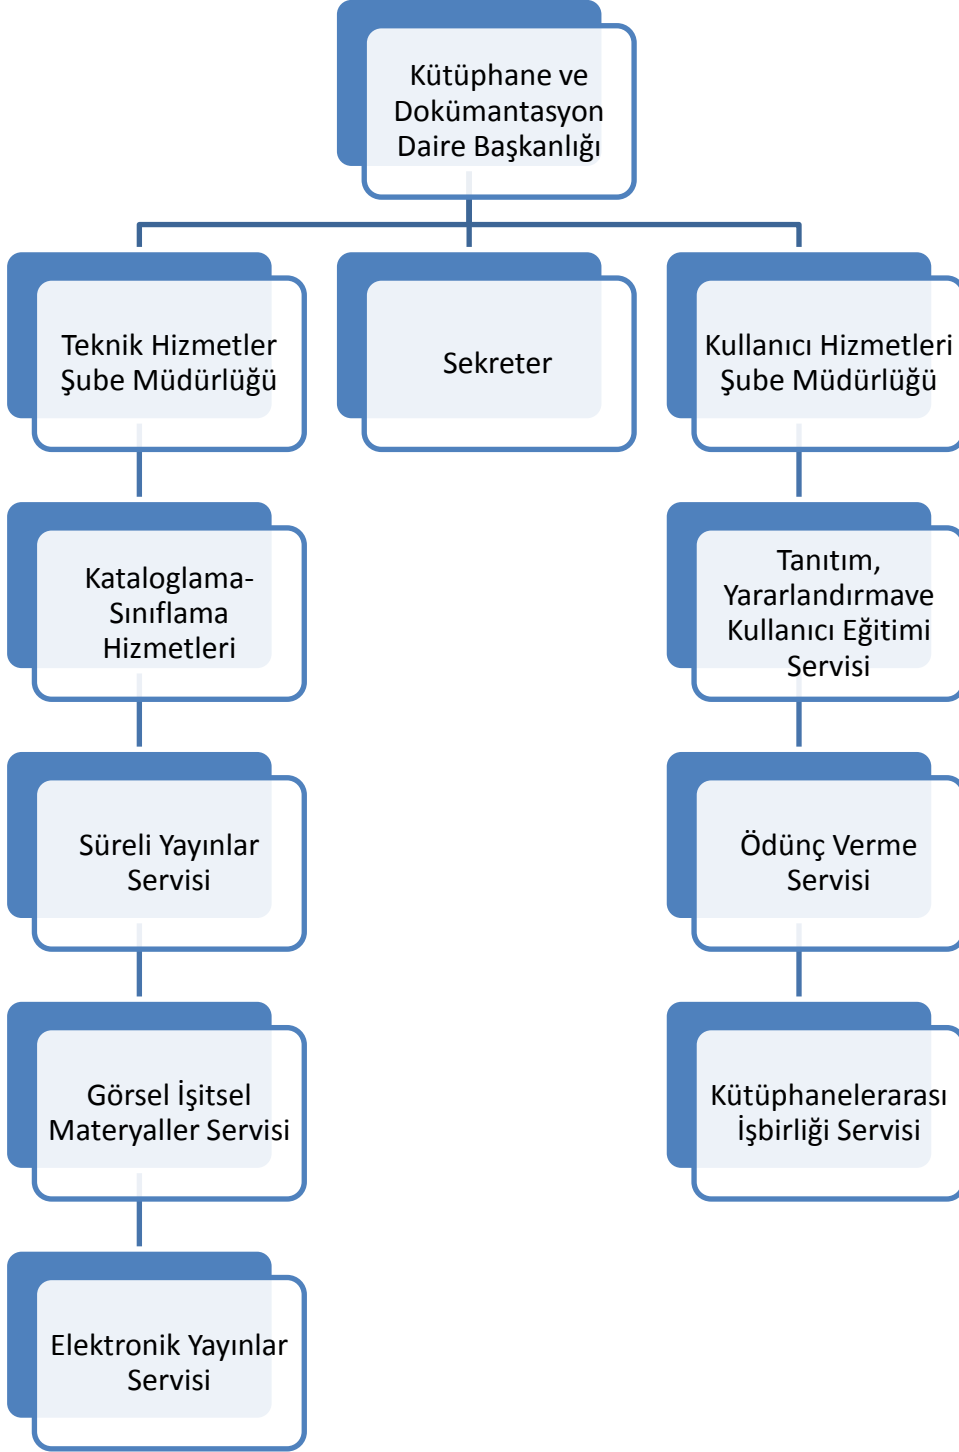 Kütüphane ve
Dokümantasyon
Daire Başkanlığı
Teknik Hizmetler
Şube Müdürlüğü
Sekreter
Kullanıcı Hizmetleri
Şube Müdürlüğü
Kataloglama-
Sınıflama
Hizmetleri
Tanıtım,
Yararlandırmave
Kullanıcı Eğitimi
Servisi
Süreli Yayınlar
Servisi
Ödünç Verme
Servisi
Görsel İşitsel
Materyaller Servisi
Kütüphanelerarası
İşbirliği Servisi
Elektronik Yayınlar
Servisi